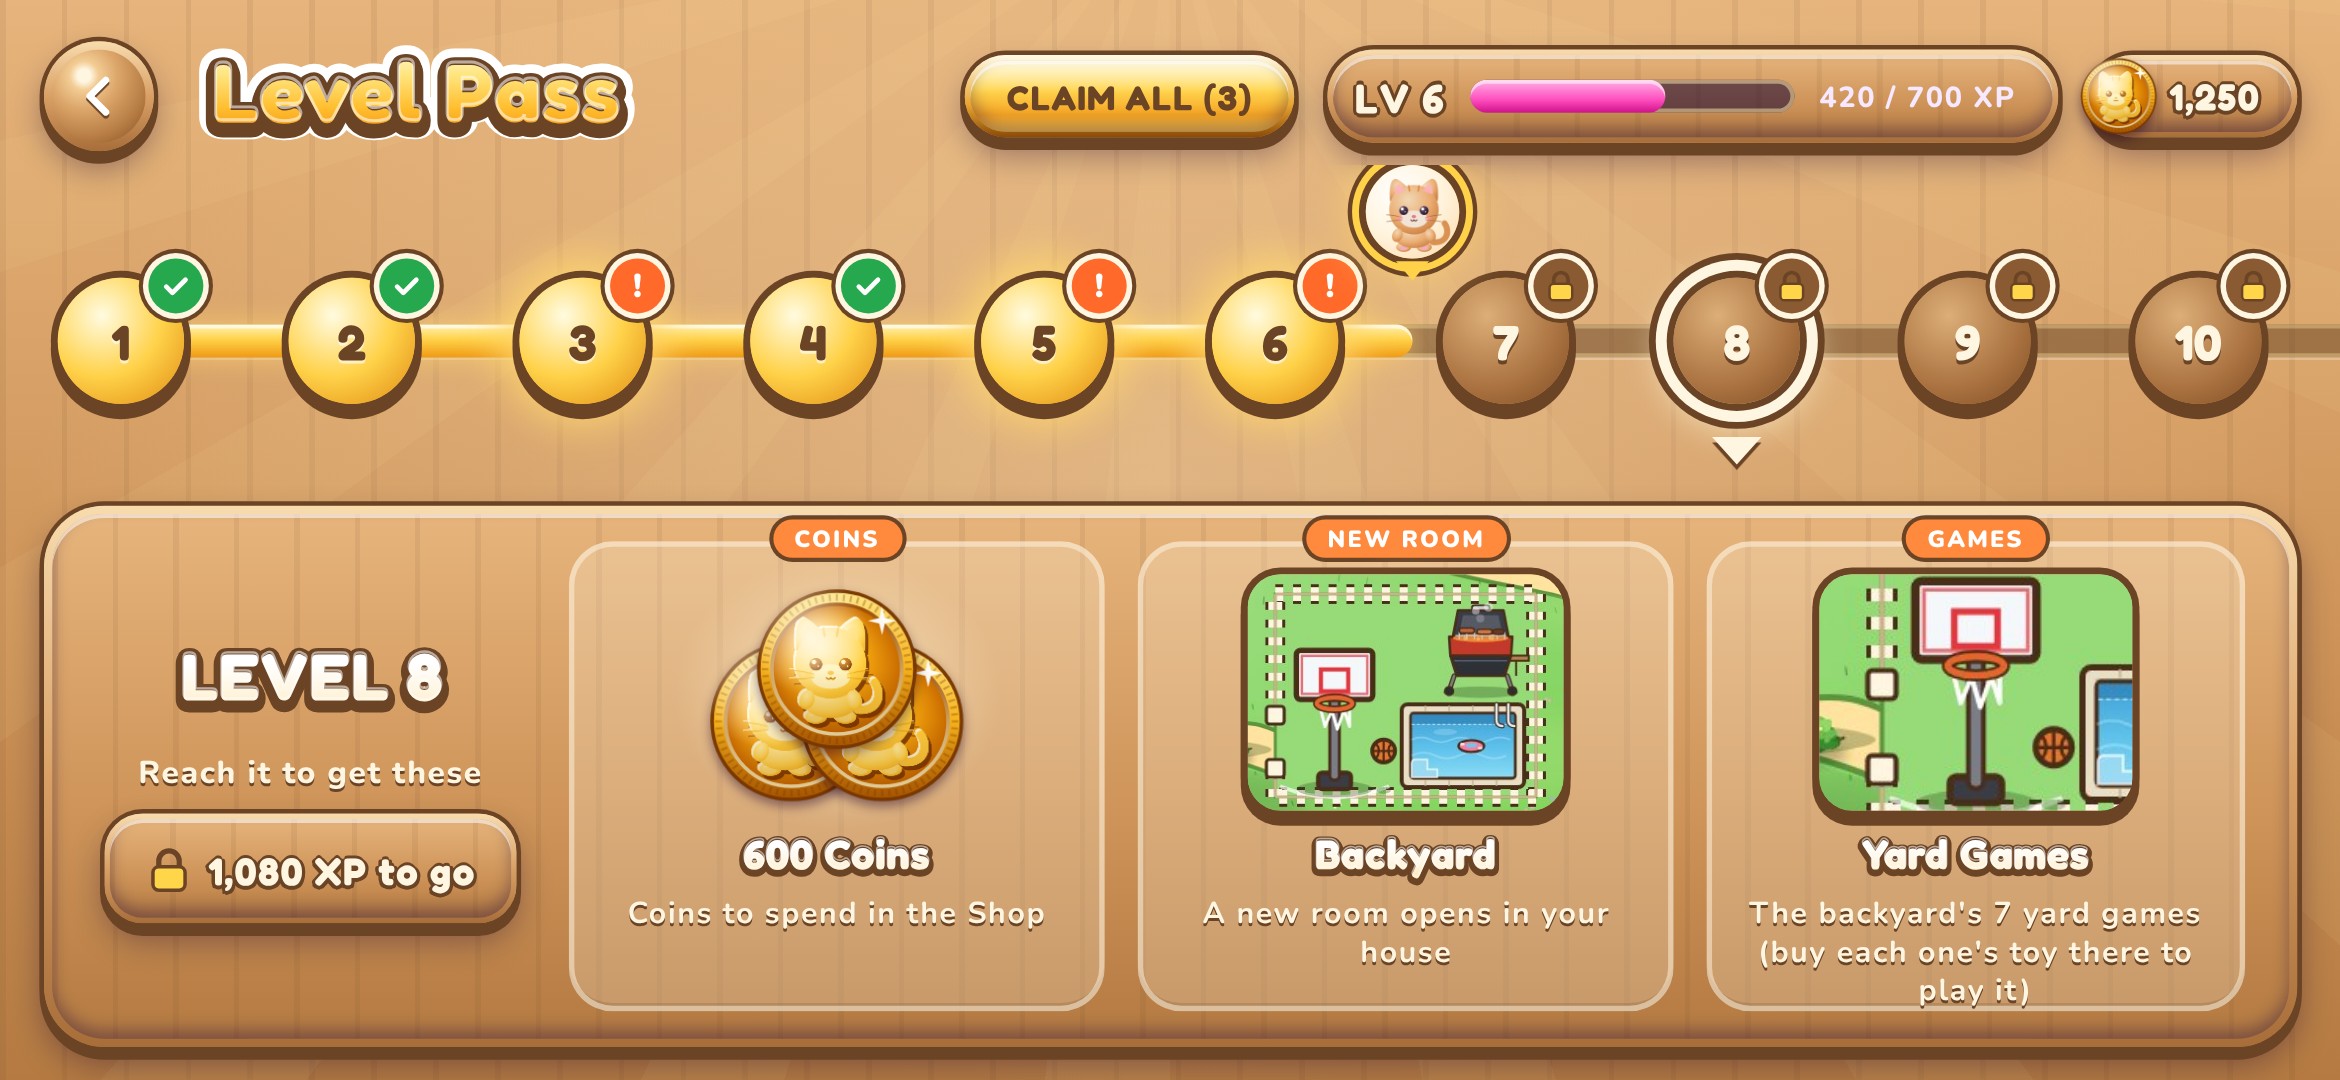 Level Pass
CLAIM ALL (3)
LV 6
420 / 700 XP
1,250
1
2
3
!
4
5
!
6
!
7
8
9
10
LEVEL 8
Reach it to get these
1,080 XP to go
COINS
600 Coins
Coins to spend in the Shop
NEW ROOM
Backyard
A new room opens in your
house
GAMES
Yard Games
The backyard's 7 yard games
(buy each one's toy there to
play it)